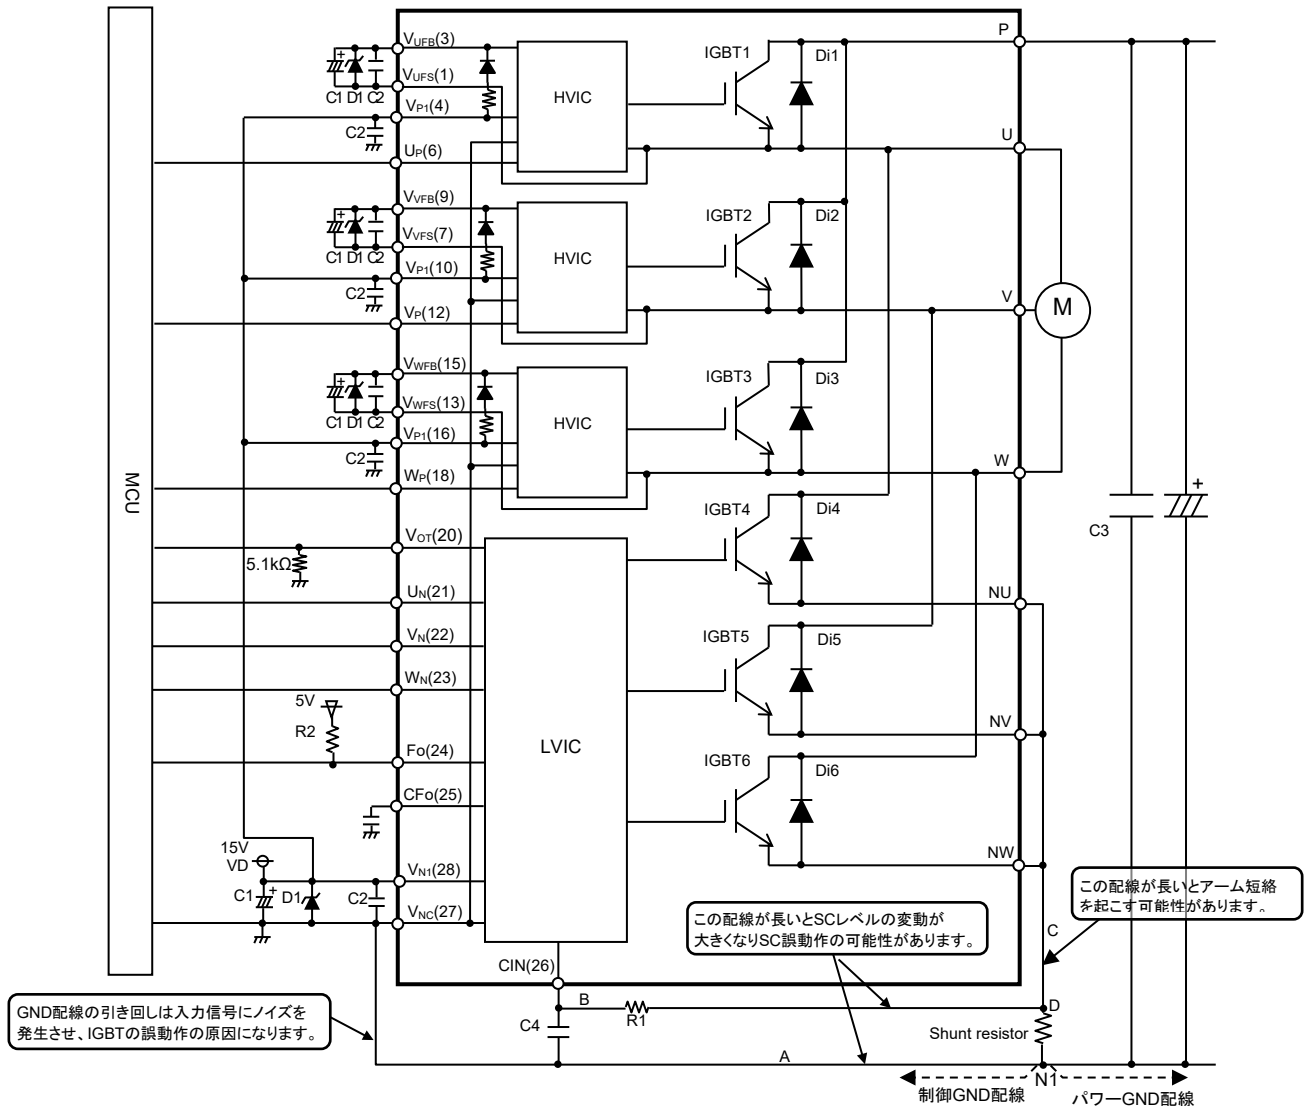 VUFB(3)
VUFS(1)
C1 D1 C2
VP1(4)
C2
UP(6)
HVIC
IGBT1
Di1
P
U
VVFB(9)
VVFS(7)
C1 D1 C2
VP1(10)
C2
VP(12)
HVIC
IGBT2
Di2
V
M
VWFB(15)
VWFS(13)
C1 D1 C2
VP1(16)
C2
WP(18)
HVIC
IGBT3
Di3
W
MCU
VOT(20)
5.1kΩ
UN(21)
VN(22)
WN(23)
5V
R2
Fo(24)
CFo(25)
15V
VD
C1
+
D1
C2
VN1(28)
VNC(27)
LVIC
IGBT4
Di4
NU
IGBT5
Di5
NV
IGBT6
Di6
NW
C3
+
CIN(26)
この配線が長いとSCレベルの変動が
大きくなりSC誤動作の可能性があります。
この配線が長いとアーム短絡
を起こす可能性があります。
C
GND配線の引き回しは入力信号にノイズを
発生させ、IGBTの誤動作の原因になります。
B
R1
D
C4
Shunt resistor
A
N1
制御GND配線
パワーGND配線